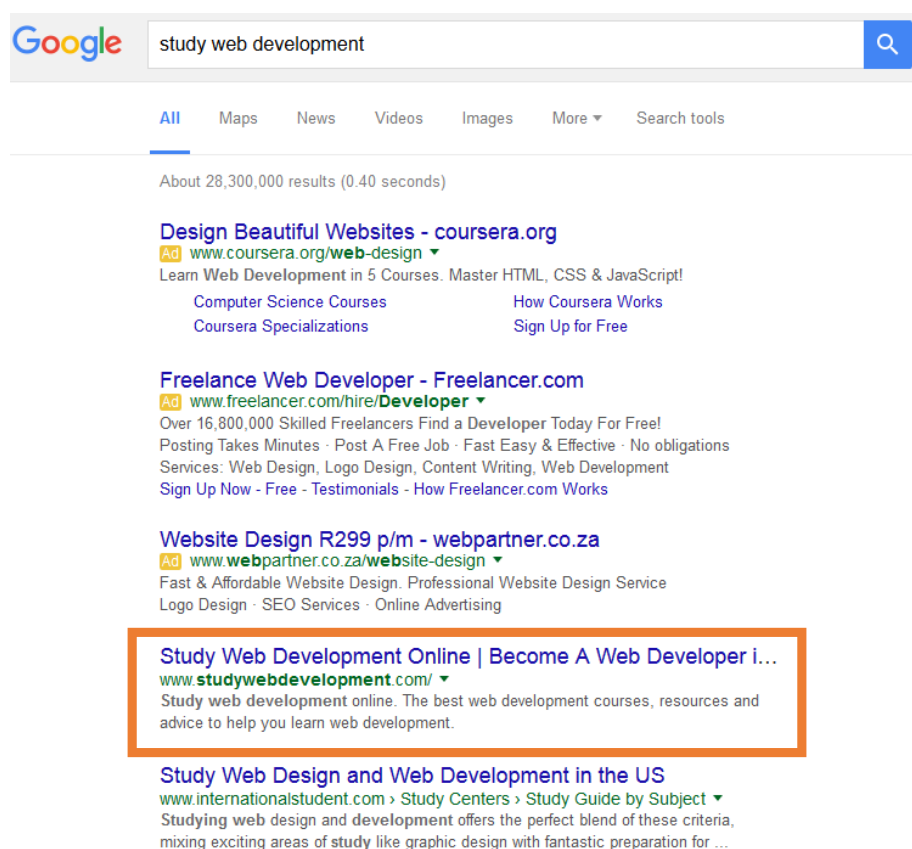 Google study web development
All Maps News Videos Images More ▾ Search tools
About 28,300,000 results (0.40 seconds)
Design Beautiful Websites - coursera.org
Ad www.coursera.org/web-design ▾
Learn Web Development in 5 Courses. Master HTML, CSS & JavaScript!
Computer Science Courses How Coursera Works
Coursera Specializations Sign Up for Free
Freelance Web Developer - Freelancer.com
Ad www.freelancer.com/hire/Developer ▾
Over 16,800,000 Skilled Freelancers Find a Developer Today For Free!
Posting Takes Minutes · Post A Free Job · Fast Easy & Effective · No obligations
Services: Web Design, Logo Design, Content Writing, Web Development
Sign Up Now - Free - Testimonials - How Freelancer.com Works
Website Design R299 p/m - webpartner.co.za
Ad www.webpartner.co.za/website-design ▾
Fast & Affordable Website Design. Professional Website Design Service
Logo Design · SEO Services · Online Advertising
Study Web Development Online | Become A Web Developer i...
www.studywebdevelopment.com/ ▾
Study web development online. The best web development courses, resources and
advice to help you learn web development.
Study Web Design and Web Development in the US
www.internationalstudent.com › Study Centers › Study Guide by Subject ▾
Studying web design and development offers the perfect blend of these criteria,
mixing exciting areas of study like graphic design with fantastic preparation for ...